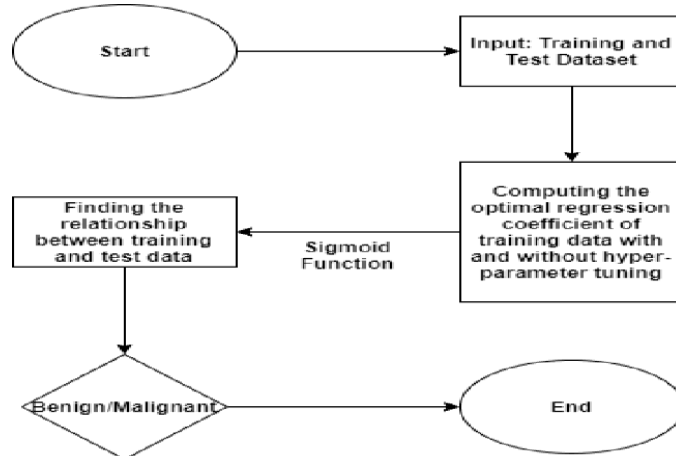 Start
Input: Training and
Test Dataset
Computing the
optimal regression
coefficient of
training data with
and without hyper-
parameter tuning
Sigmoid
Function
Finding the
relationship
between training
and test data
Benign/Malignant
End